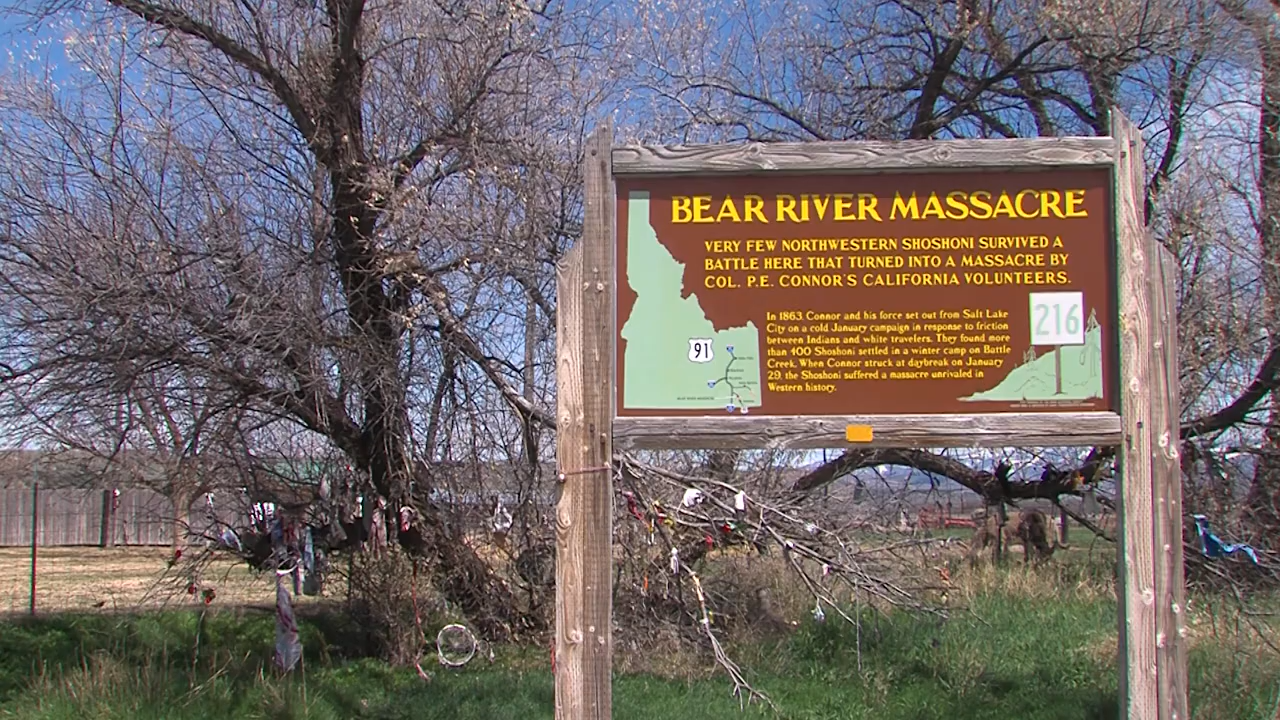 BEAR RIVER MASSACRE
VERY FEW NORTHWESTERN SHOSHONI SURVIVED A
BATTLE HERE THAT TURNED INTO A MASSACRE BY
COL. P.E. CONNOR'S CALIFORNIA VOLUNTEERS.
In 1863, Connor and his force set out from Salt Lake
City on a cold January campaign in response to friction
between Indians and white travelers. They found more
than 400 Shoshoni settled in a winter camp on Battle
Creek. When Connor struck at daybreak on January
29, the Shoshoni suffered a massacre unrivaled in
Western history.
216
91